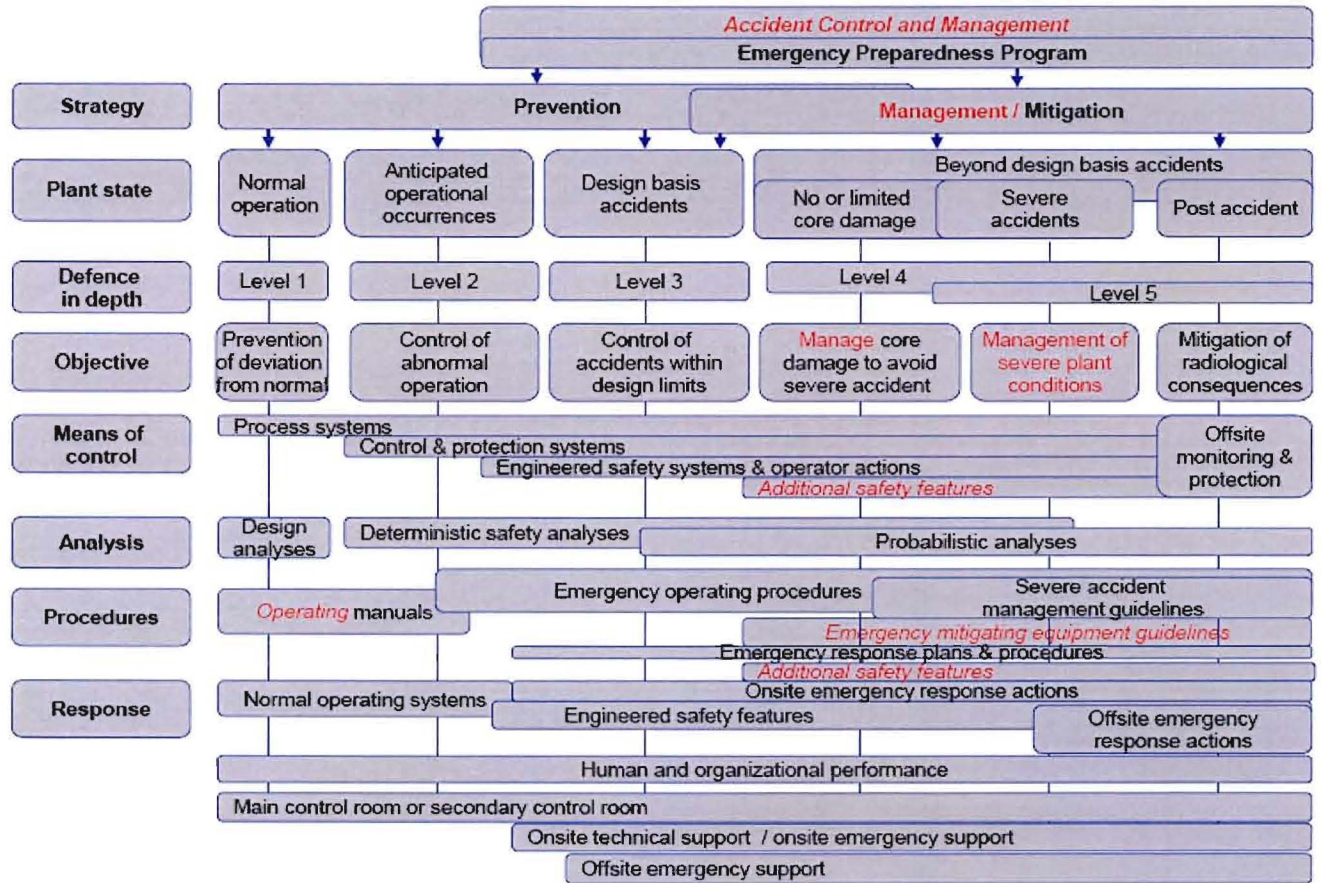 Accident Control and Management
Emergency Preparedness Program
Strategy
Prevention
Management / Mitigation
Plant state
Normal
operation
Anticipated
operational
occurrences
Design basis
accidents
Beyond design basis accidents
No or limited
core damage
Severe
accidents
Post accident
Defence
in depth
Level 1
Level 2
Level 3
Level 4
Level 5
Objective
Prevention
of deviation
from normal
Control of
abnormal
operation
Control of
accidents within
design limits
Manage core
damage to avoid
severe accident
Management of
severe plant
conditions
Mitigation of
radiological
consequences
Means of
control
Process systems
Control & protection systems
Engineered safety systems & operator actions
Additional safety features
Offsite
monitoring &
protection
Analysis
Design
analyses
Deterministic safety analyses
Probabilistic analyses
Procedures
Operating manuals
Emergency operating procedures
Severe accident
management guidelines
Emergency mitigating equipment guidelines
Emergency response plans & procedures
Response
Additional safety features
Normal operating systems
Onsite emergency response actions
Engineered safety features
Offsite emergency
response actions
Human and organizational performance
Main control room or secondary control room
Onsite technical support / onsite emergency support
Offsite emergency support